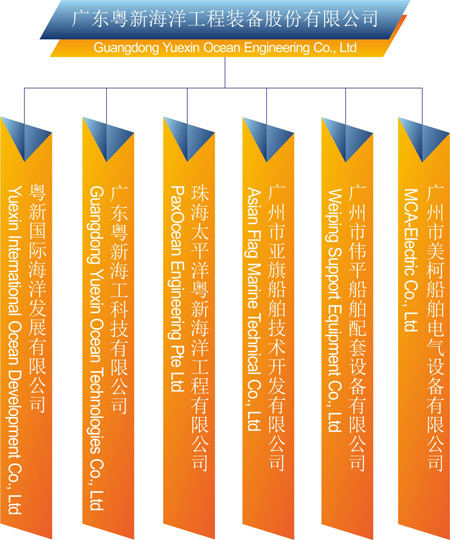 广东粤新海洋工程装备股份有限公司
Guangdong Yuexin Ocean Engineering Co., Ltd
粤新国际海洋发展有限公司
Yuexin International Ocean Development Co., Ltd
广东粤新海工科技有限公司
Guangdong Yuexin Ocean Technologies Co., Ltd
珠海太平洋粤新海洋工程有限公司
PaxOcean Engineering Pte Ltd
广州市亚旗船舶技术开发有限公司
Asian Flag Marine Technical Co., Ltd
广州市伟平船舶配套设备有限公司
Weiping Support Equipment Co., Ltd
广州市美柯船舶电气设备有限公司
MCA-Electric Co., Ltd